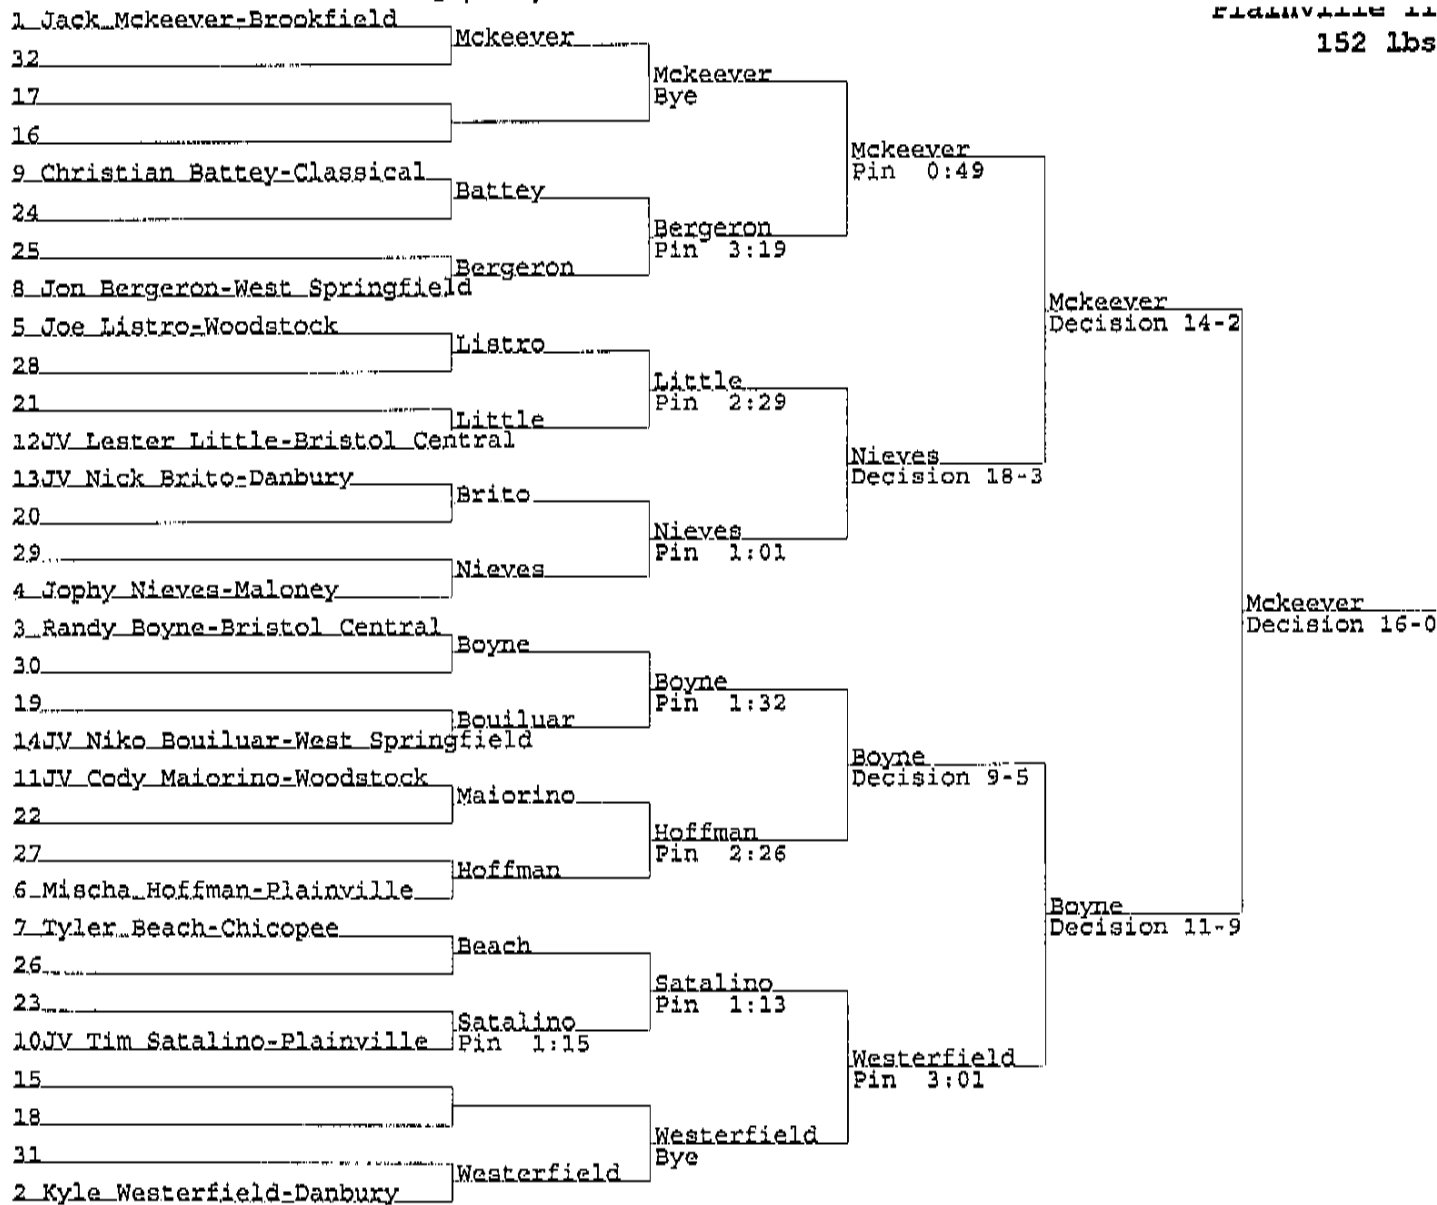 152 lbs
1 Jack Mckeever-Brookfield
Mckeever
32
Mckeever
Bye
17
16
Mckeever
Pin 0:49
9 Christian Battey-Classical
Battey
24
Bergeron
Pin 3:19
25
Bergeron
8 Jon Bergeron-West Springfield
Mckeever
Decision 14-2
5 Joe Listro-Woodstock
Listro
28
Little
Pin 2:29
21
Little
12JV Lester Little-Bristol Central
Nieves
Decision 18-3
13JV Nick Brito-Danbury
Brito
20
Nieves
Pin 1:01
29
Nieves
4 Jophy Nieves-Maloney
Mckeever
Decision 16-0
3 Randy Boyne-Bristol Central
Boyne
30
Boyne
Pin 1:32
19
Bouiluar
14JV Niko Bouiluar-West Springfield
Boyne
Decision 9-5
11JV Cody Maiorino-Woodstock
Maiorino
22
Hoffman
Pin 2:26
27
Hoffman
6 Mischa Hoffman-Plainville
Boyne
Decision 11-9
7 Tyler Beach-Chicopee
Beach
26
Satalino
Pin 1:13
23
Satalino
Pin 1:15
10JV Tim Satalino-Plainville
Westerfield
Pin 3:01
15
18
Westerfield
Bye
31
Westerfield
2 Kyle Westerfield-Danbury